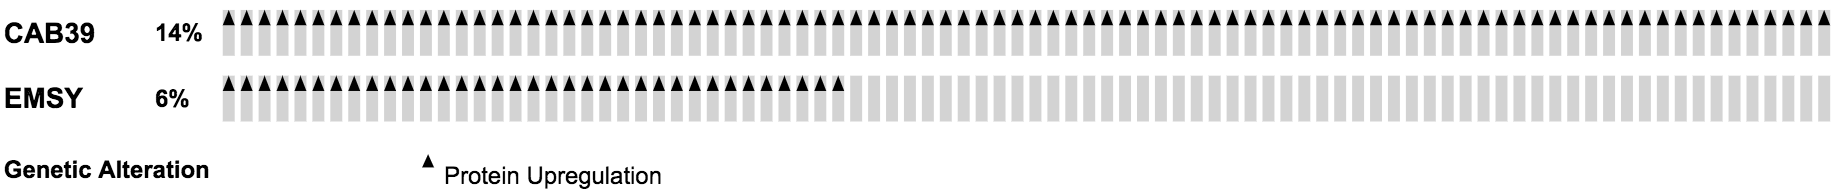 CAB39 14%
EMSY 6%
Genetic Alteration Protein Upregulation